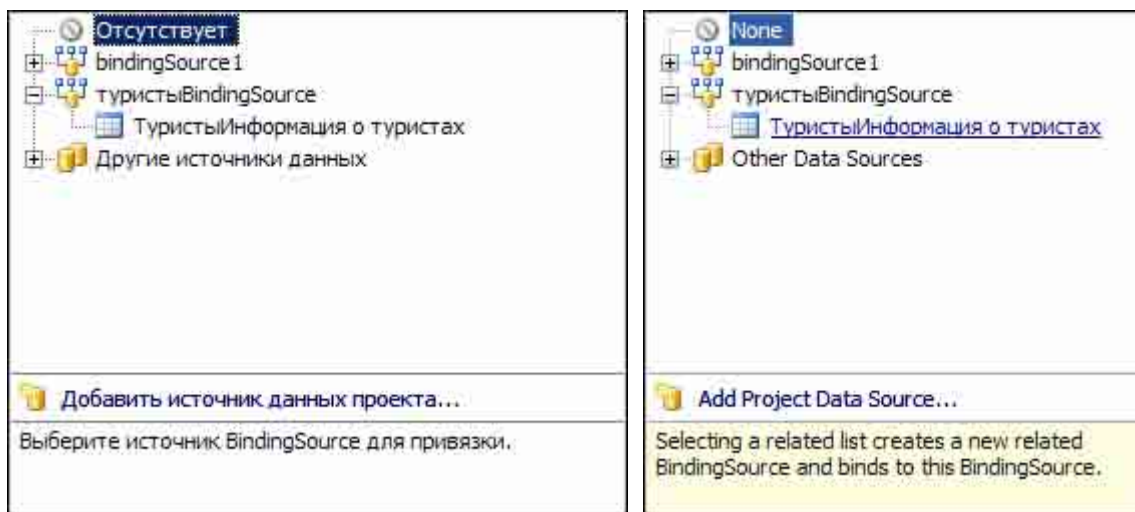 Отсутствует
bindingSource1
туристыBindingSource
ТуристыИнформация о туристах
Другие источники данных
Добавить источник данных проекта...
Выберите источник BindingSource для привязки.
None
bindingSource1
туристыBindingSource
ТуристыИнформация о туристах
Other Data Sources
Add Project Data Source...
Selecting a related list creates a new related
BindingSource and binds to this BindingSource.